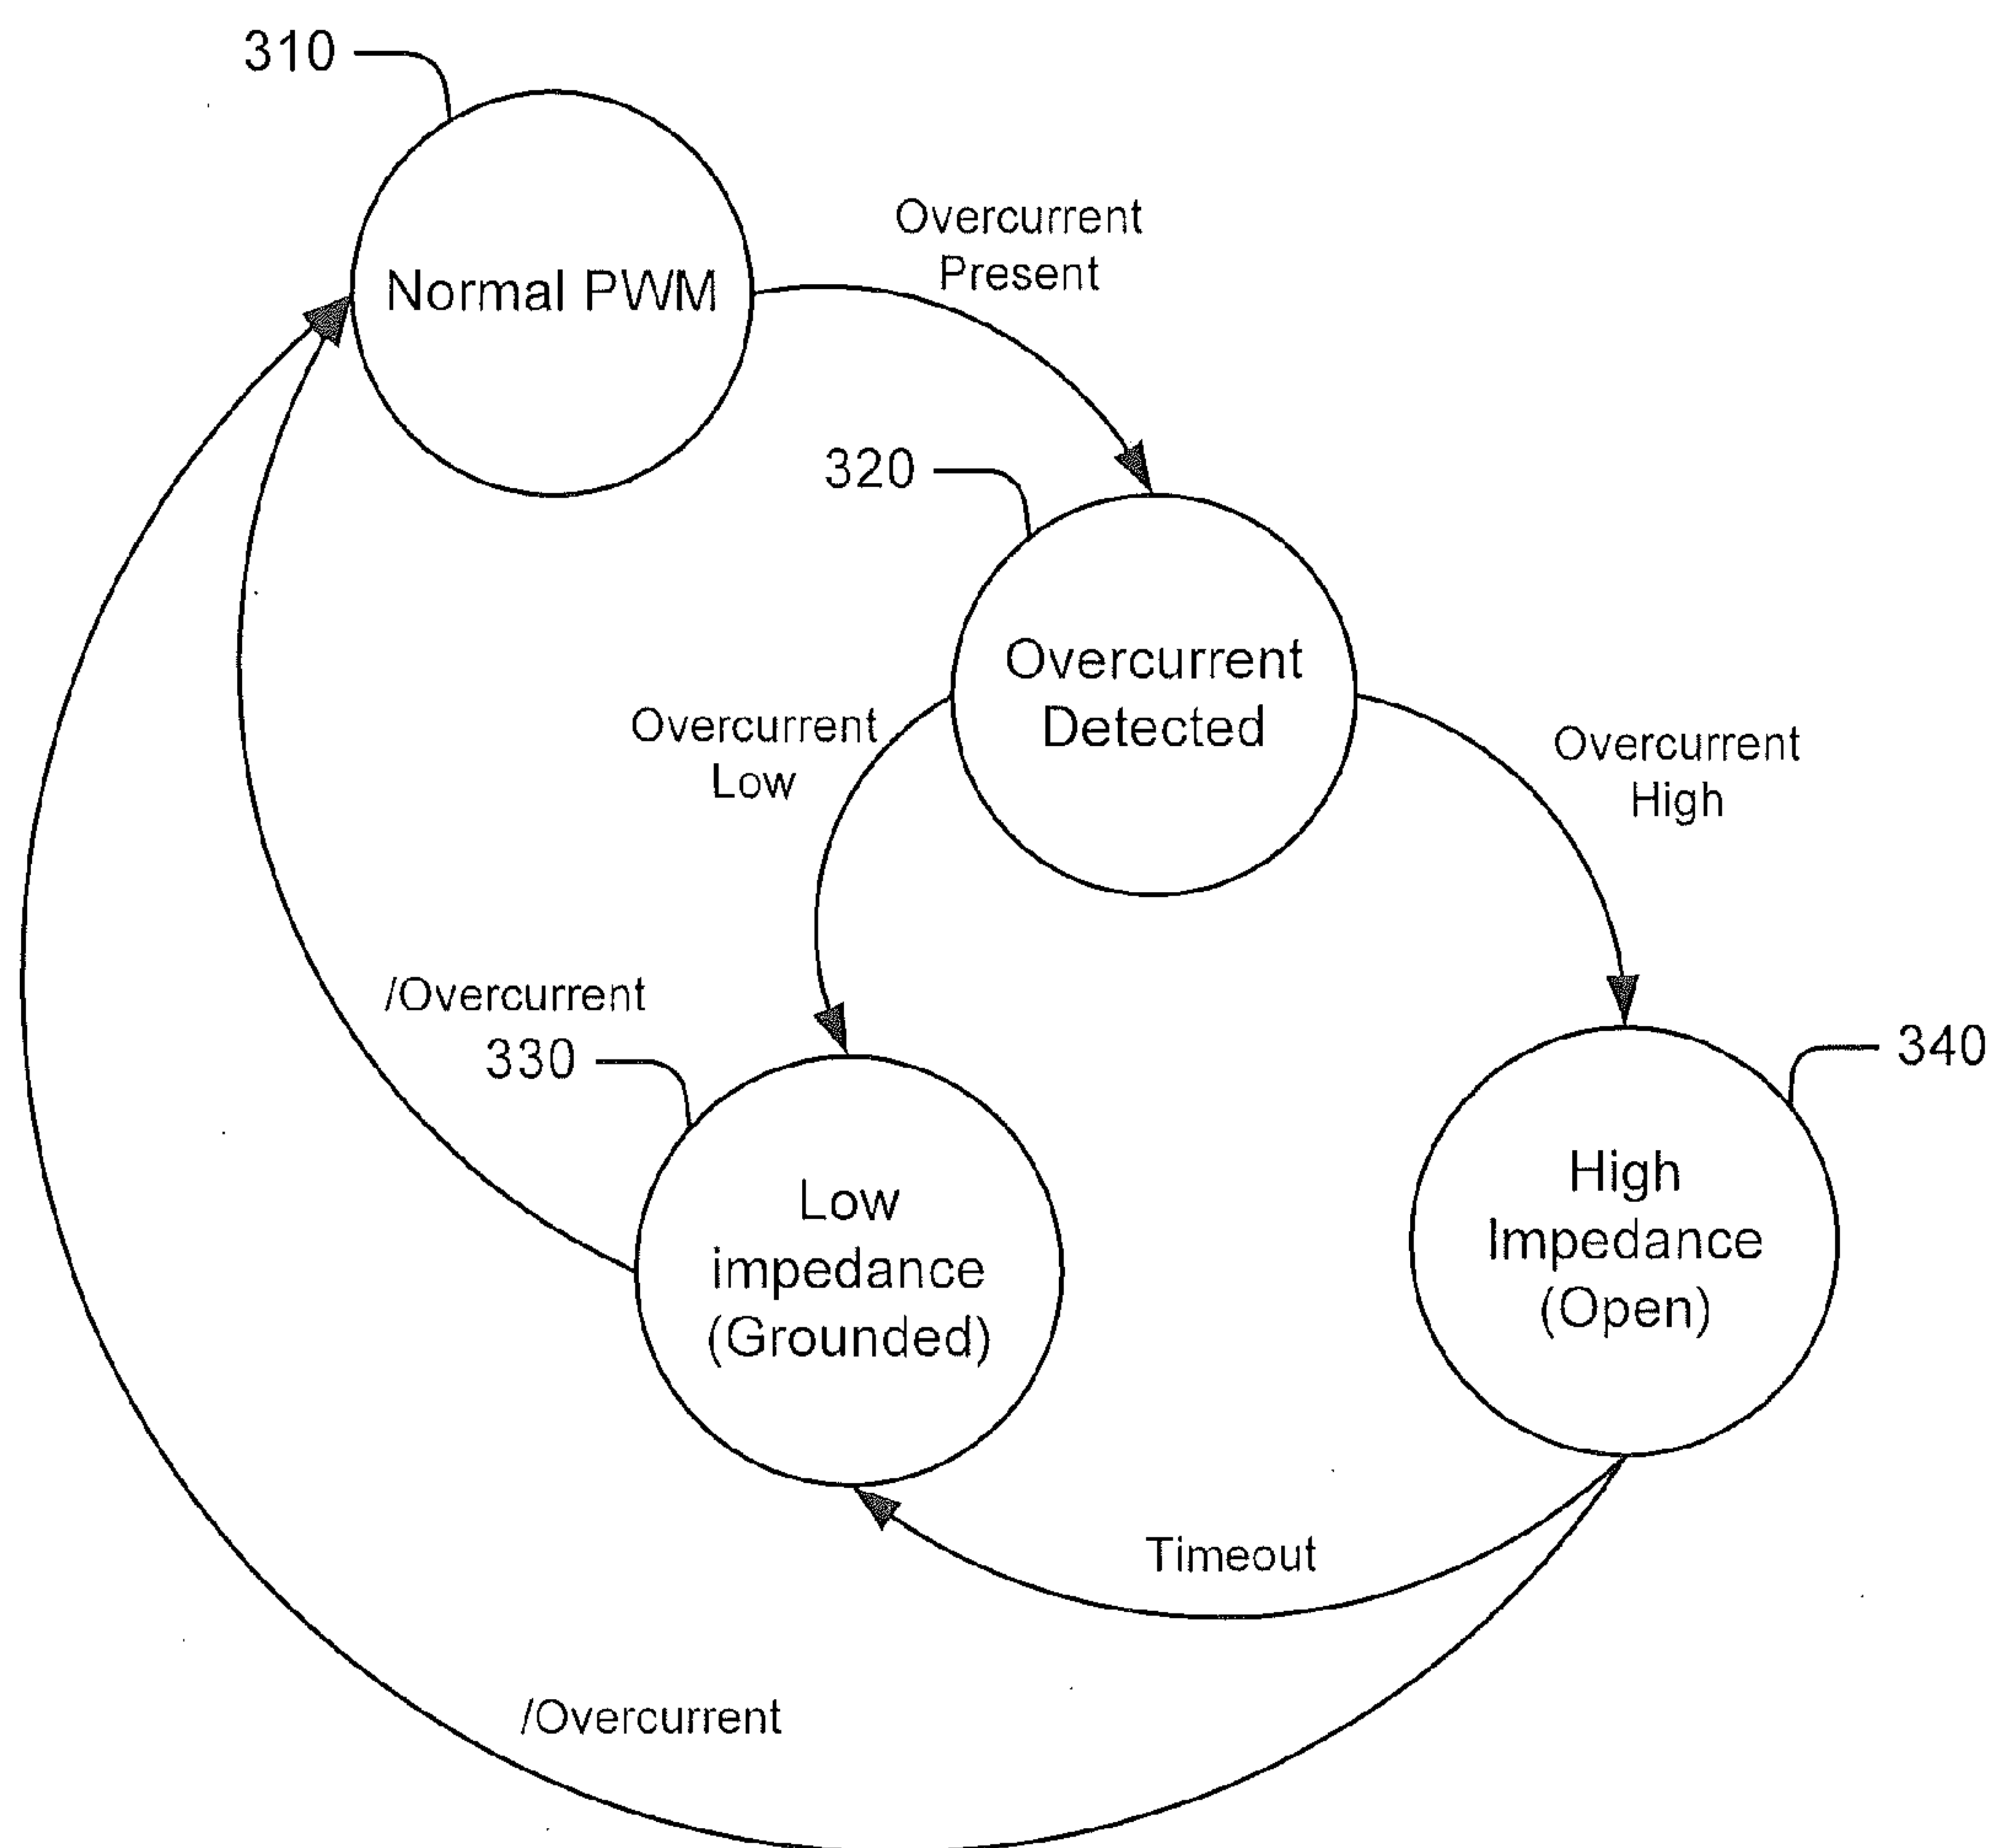 310
Normal PWM
Overcurrent
Present
320
Overcurrent
Detected
Overcurrent
Low
Overcurrent
High
/Overcurrent
330
340
Low
impedance
(Grounded)
High
Impedance
(Open)
Timeout
/Overcurrent